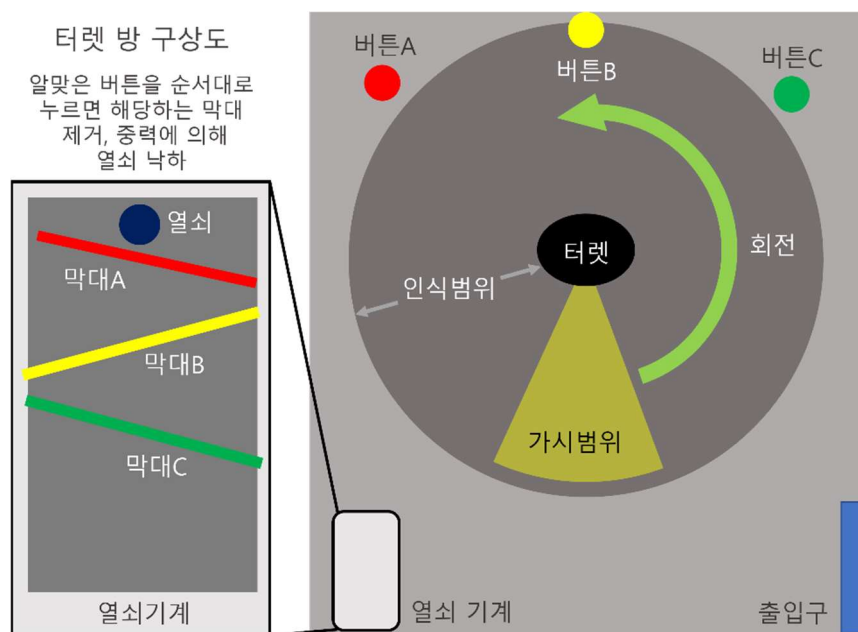 터렛 방 구상도
알맞은 버튼을 순서대로
누르면 해당하는 막대
제거, 중력에 의해
열쇠 낙하
열쇠
막대A
막대B
막대C
열쇠기계
버튼A
버튼B
버튼C
터렛
회전
인식범위
가시범위
열쇠 기계
출입구